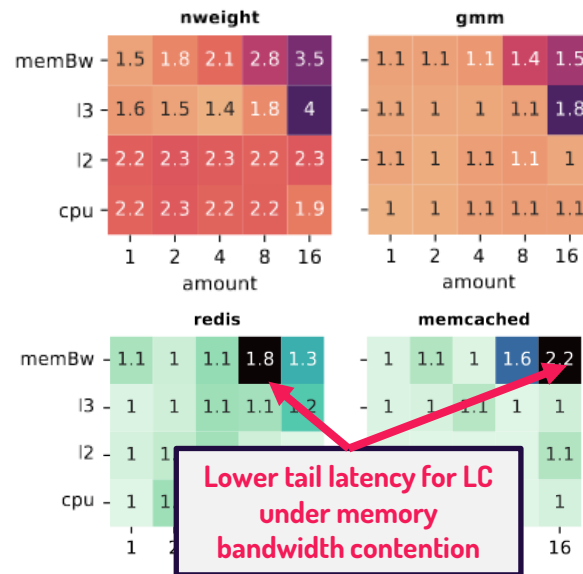 nweight gmm
memBw 1.5 1.8 2.1 2.8 3.5 1.1 1.1 1.1 1.4 1.5
l3 1.6 1.5 1.4 1.8 4 1.1 1 1 1.1 1.8
l2 2.2 2.3 2.3 2.2 2.3 1.1 1 1.1 1.1 1
cpu 2.2 2.3 2.2 2.2 1.9 1 1 1.1 1.1 1.1
1 2 4 8 16 1 2 4 8 16
amount amount
redis memcached
memBw 1.1 1 1.1 1.8 1.3 1 1.1 1 1.6 2.2
l3 1 1 1.1 1.1 1 1 1.1 1 1
l2 1 1.1
cpu 1 1
1 16
Lower tail latency for LC
under memory
bandwidth contention